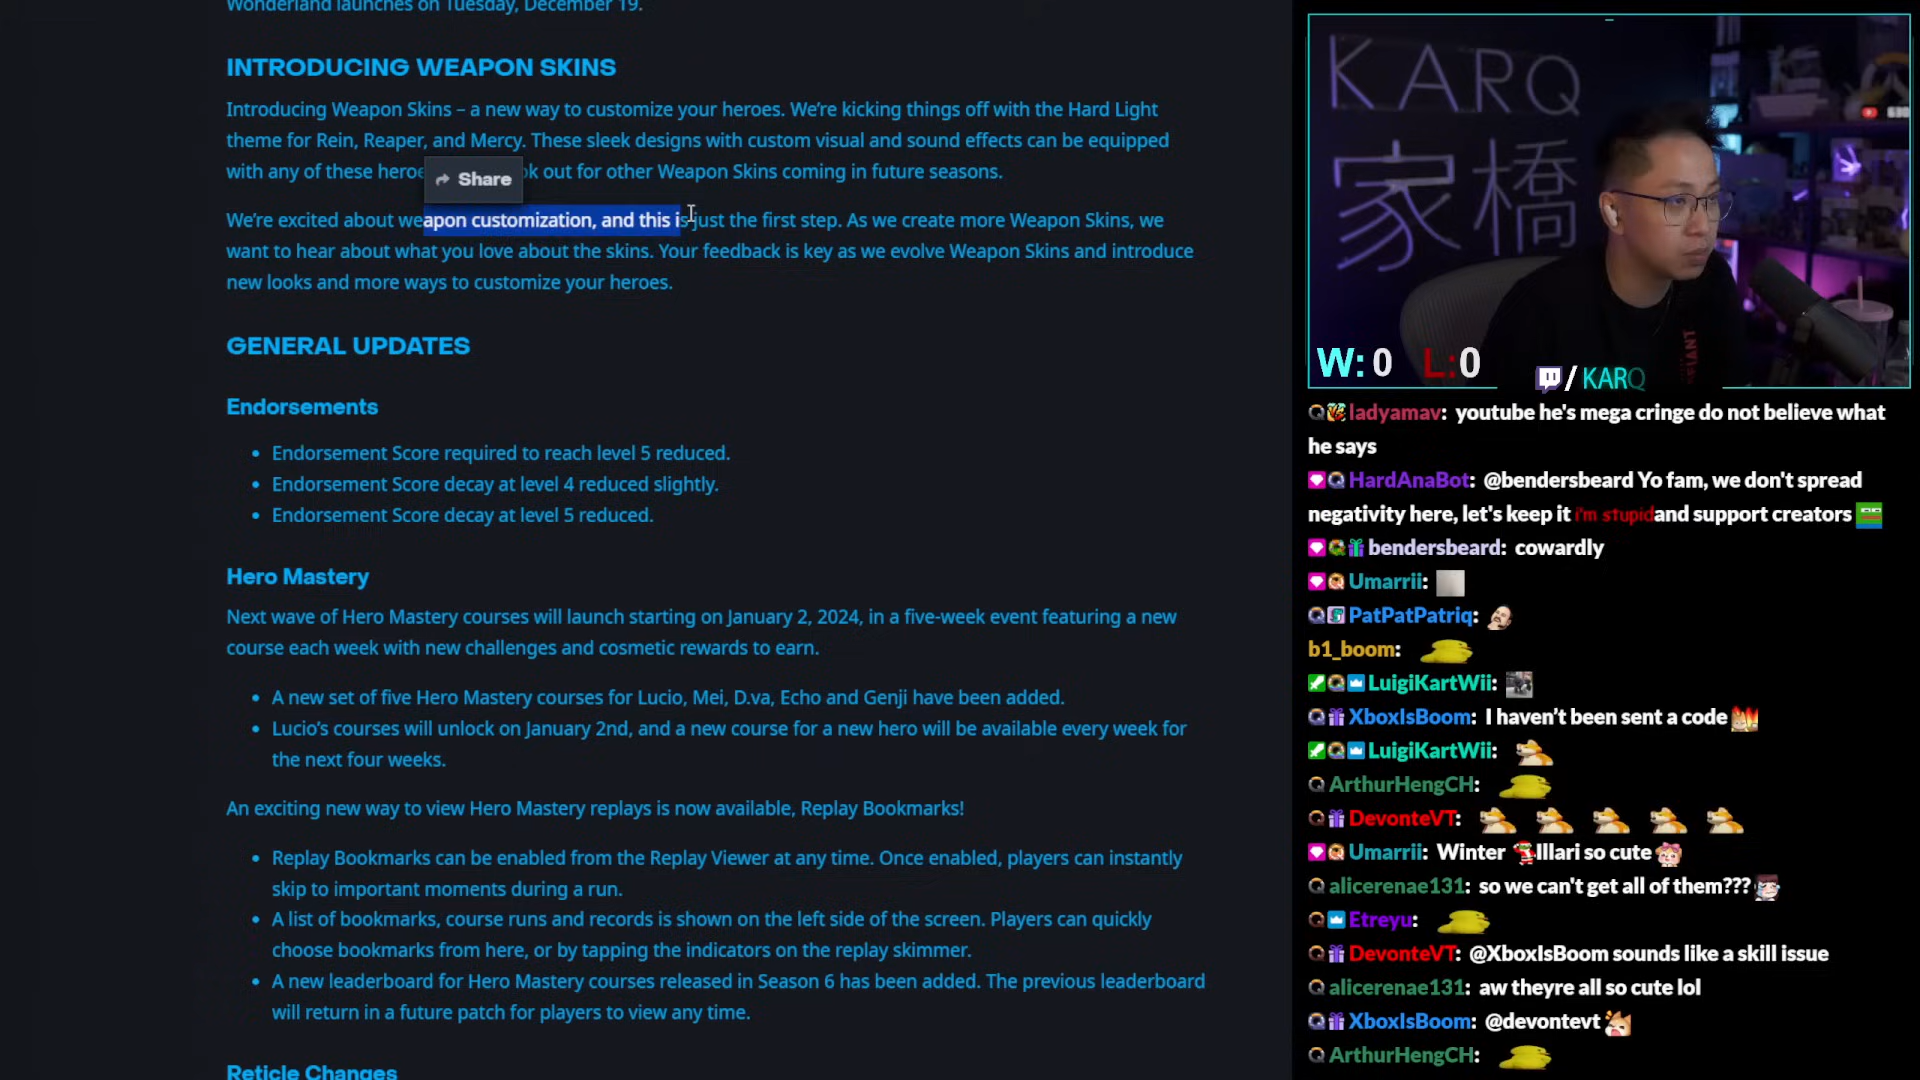 Wonderland launches on Tuesday, December 19.
INTRODUCING WEAPON SKINS
Introducing Weapon Skins – a new way to customize your heroes. We're kicking things off with the Hard Light
theme for Rein, Reaper, and Mercy. These sleek designs with custom visual and sound effects can be equipped
with any of these heroe
Share
k out for other Weapon Skins coming in future seasons.
We're excited about weapon customization, and this is just the first step. As we create more Weapon Skins, we
want to hear about what you love about the skins. Your feedback is key as we evolve Weapon Skins and introduce
new looks and more ways to customize your heroes.
GENERAL UPDATES
Endorsements
• Endorsement Score required to reach level 5 reduced.
• Endorsement Score decay at level 4 reduced slightly.
• Endorsement Score decay at level 5 reduced.
Hero Mastery
Next wave of Hero Mastery courses will launch starting on January 2, 2024, in a five-week event featuring a new
course each week with new challenges and cosmetic rewards to earn.
• A new set of five Hero Mastery courses for Lucio, Mei, D.va, Echo and Genji have been added.
• Lucio's courses will unlock on January 2nd, and a new course for a new hero will be available every week for
the next four weeks.
An exciting new way to view Hero Mastery replays is now available, Replay Bookmarks!
• Replay Bookmarks can be enabled from the Replay Viewer at any time. Once enabled, players can instantly
skip to important moments during a run.
• A list of bookmarks, course runs and records is shown on the left side of the screen. Players can quickly
choose bookmarks from here, or by tapping the indicators on the replay skimmer.
• A new leaderboard for Hero Mastery courses released in Season 6 has been added. The previous leaderboard
will return in a future patch for players to view any time.
Reticle Changes
KARQ
家橋
W: 0 L: 0
/ KARQ
ladyamav: youtube he's mega cringe do not believe what
he says
HardAnaBot: @bendersbeard Yo fam, we don't spread
negativity here, let's keep it i'm stupid and support creators
bendersbeard: cowardly
Umarrii:
PatPatPatriq:
b1_boom:
LuigiKartWii:
XboxIsBoom: I haven't been sent a code
LuigiKartWii:
ArthurHengCH:
DevonteVT:
Umarrii: Winter Illari so cute
alicerenae131: so we can't get all of them???
Etreyu:
DevonteVT: @XboxIsBoom sounds like a skill issue
alicerenae131: aw theyre all so cute lol
XboxIsBoom: @devontevt
ArthurHengCH: